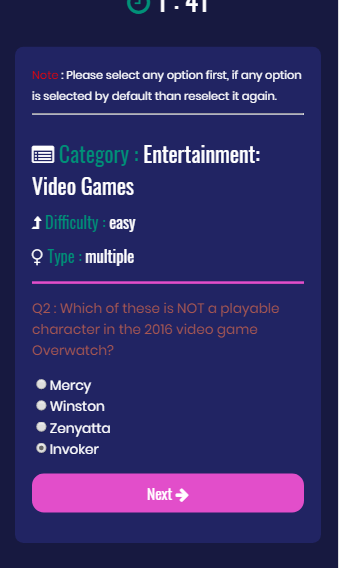 1 : 41
Note : Please select any option first, if any option
is selected by default than reselect it again.
Category : Entertainment:
Video Games
Difficulty : easy
Type : multiple
Q2 : Which of these is NOT a playable
character in the 2016 video game
Overwatch?
Mercy
Winston
Zenyatta
Invoker
Next